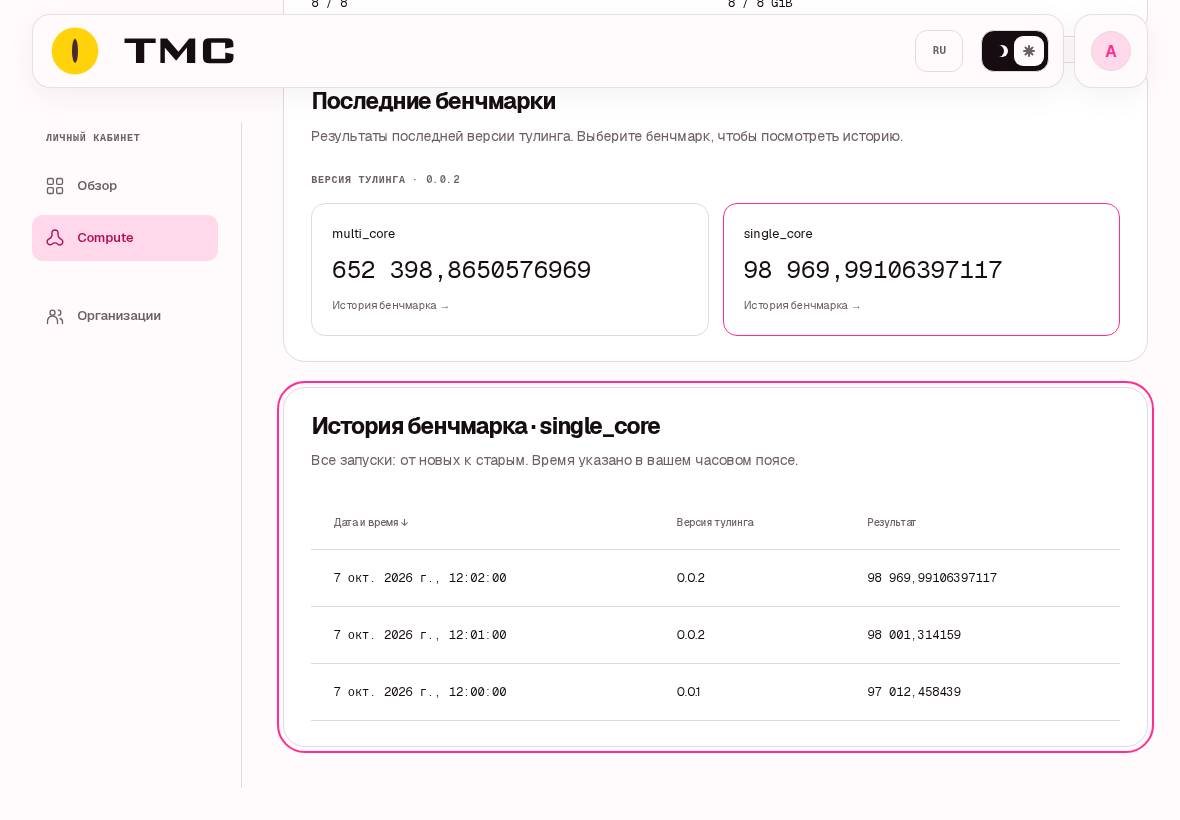 8 / 8
8 / 8 GiB
TMC
RU
A
ЛИЧНЫЙ КАБИНЕТ
Обзор
Compute
Организации
Последние бенчмарки
Результаты последней версии тулинга. Выберите бенчмарк, чтобы посмотреть историю.
ВЕРСИЯ ТУЛИНГА · 0.0.2
multi_core
652 398,8650576969
История бенчмарка →
single_core
98 969,99106397117
История бенчмарка →
История бенчмарка · single_core
Все запуски: от новых к старым. Время указано в вашем часовом поясе.
Дата и время ↓ Версия тулинга Результат
7 окт. 2026 г., 12:02:00 0.0.2 98 969,99106397117
7 окт. 2026 г., 12:01:00 0.0.2 98 001,314159
7 окт. 2026 г., 12:00:00 0.0.1 97 012,458439